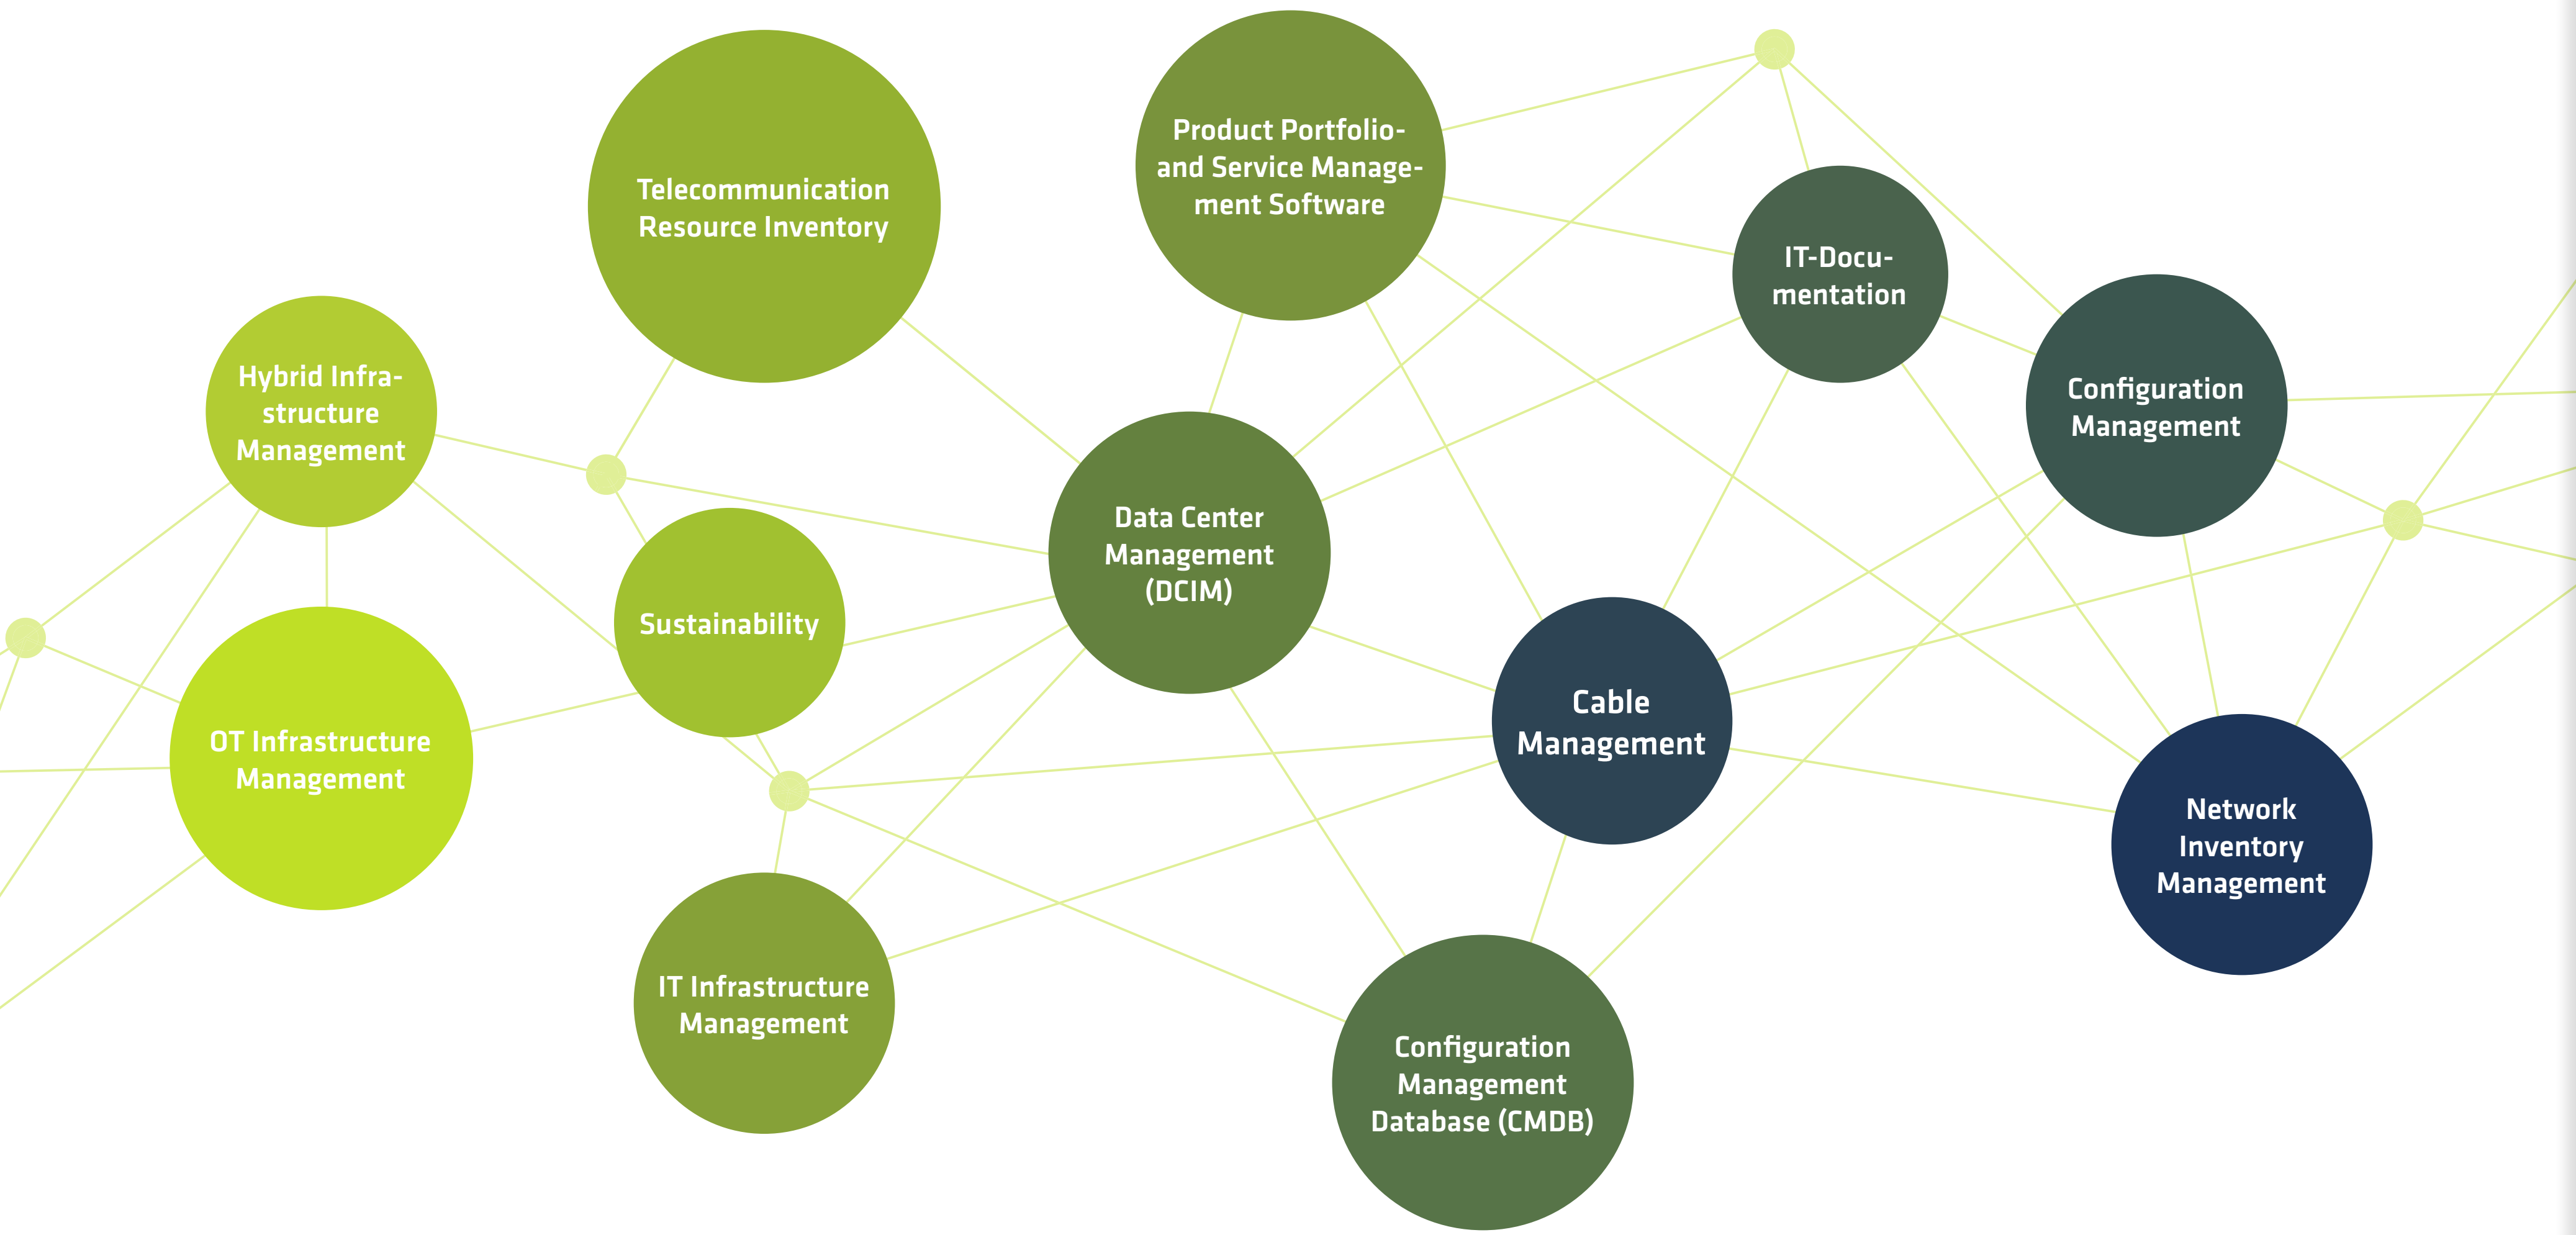 Telecommunication
Resource Inventory
Product Portfolio-
and Service Manage-
ment Software
IT-Docu-
mentation
Hybrid Infra-
structure
Management
Configuration
Management
Data Center
Management
(DCIM)
Sustainability
Cable
Management
OT Infrastructure
Management
Network
Inventory
Management
IT Infrastructure
Management
Configuration
Management
Database (CMDB)